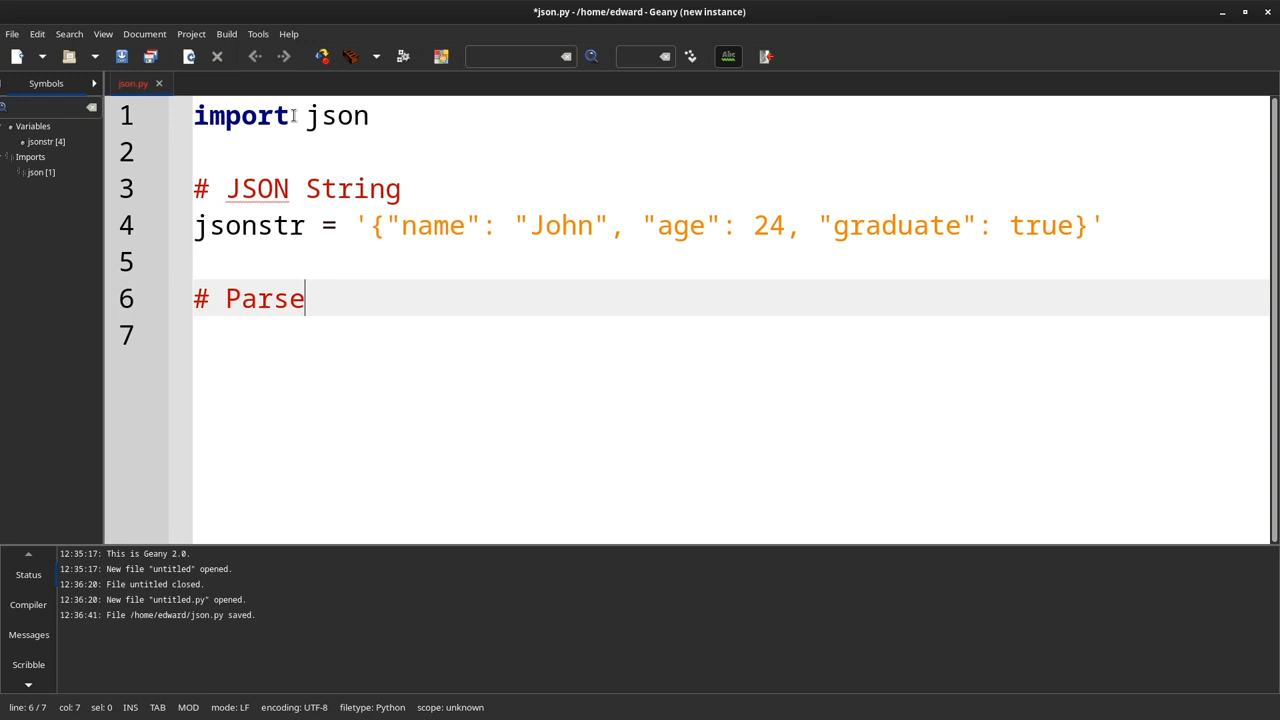 *json.py - /home/edward - Geany (new instance)
File Edit Search View Document Project Build Tools Help
Abc
Symbols
json.py
Variables
jsonstr [4]
Imports
json [1]
1 import json
2
3 # JSON String
4 jsonstr = '{"name": "John", "age": 24, "graduate": true}'
5
6 # Parse
7
Status
Compiler
Messages
Scribble
12:35:17: This is Geany 2.0.
12:35:17: New file "untitled" opened.
12:36:20: File untitled closed.
12:36:20: New file "untitled.py" opened.
12:36:41: File /home/edward/json.py saved.
line: 6 / 7 col: 7 sel: 0 INS TAB MOD mode: LF encoding: UTF-8 filetype: Python scope: unknown